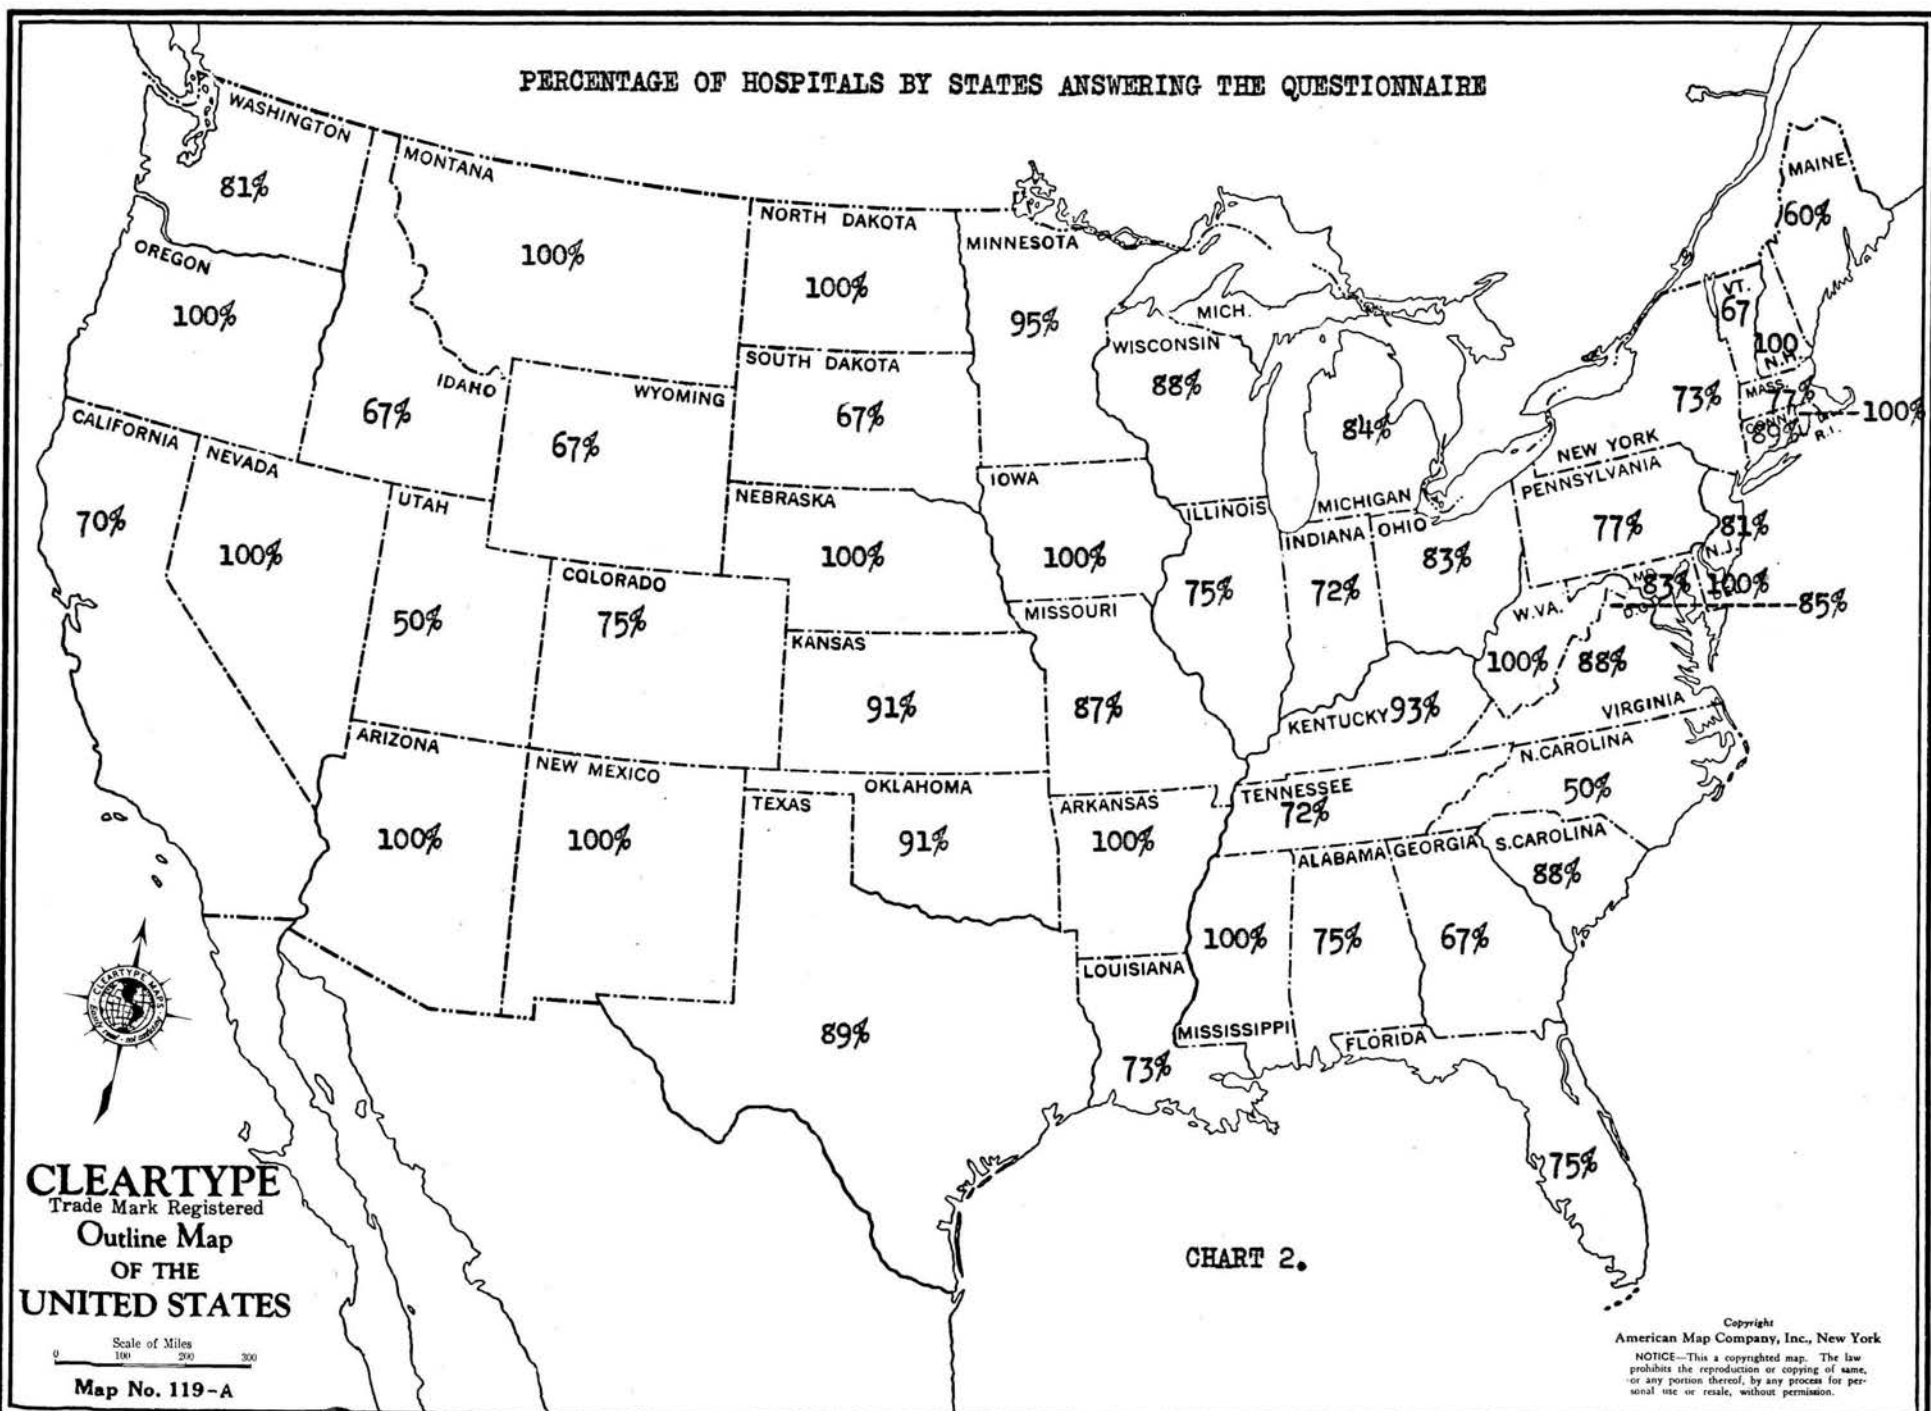 PERCENTAGE OF HOSPITALS BY STATES ANSWERING THE QUESTIONNAIRE
WASHINGTON
81%
OREGON
100%
CALIFORNIA
70%
NEVADA
100%
IDAHO
67%
MONTANA
100%
WYOMING
67%
UTAH
50%
COLORADO
75%
ARIZONA
100%
NEW MEXICO
100%
NORTH DAKOTA
100%
SOUTH DAKOTA
67%
NEBRASKA
100%
KANSAS
91%
OKLAHOMA
91%
TEXAS
89%
MINNESOTA
95%
IOWA
100%
MISSOURI
87%
ARKANSAS
100%
LOUISIANA
73%
WISCONSIN
88%
MICH.
84%
MICHIGAN
ILLINOIS
75%
INDIANA
72%
OHIO
83%
KENTUCKY 93%
TENNESSEE
72%
MISSISSIPPI
100%
ALABAMA
75%
GEORGIA
67%
FLORIDA
75%
S. CAROLINA
88%
N. CAROLINA
50%
VIRGINIA
88%
W. VA.
100%
MD.
83%
D.C.
85%
DEL.
100%
N.J.
81%
PENNSYLVANIA
77%
NEW YORK
73%
CONN.
89%
R.I.
100%
MASS.
77%
VT.
67
100
N.H.
MAINE
60%
CHART 2.
CLEARTYPE MAPS
CLEARTYPE
Trade Mark Registered
Outline Map
OF THE
UNITED STATES
Scale of Miles
0 100 200 300
Map No. 119-A
Copyright
American Map Company, Inc., New York
NOTICE—This a copyrighted map. The law
prohibits the reproduction or copying of same,
or any portion thereof, by any process for per-
sonal use or resale, without permission.